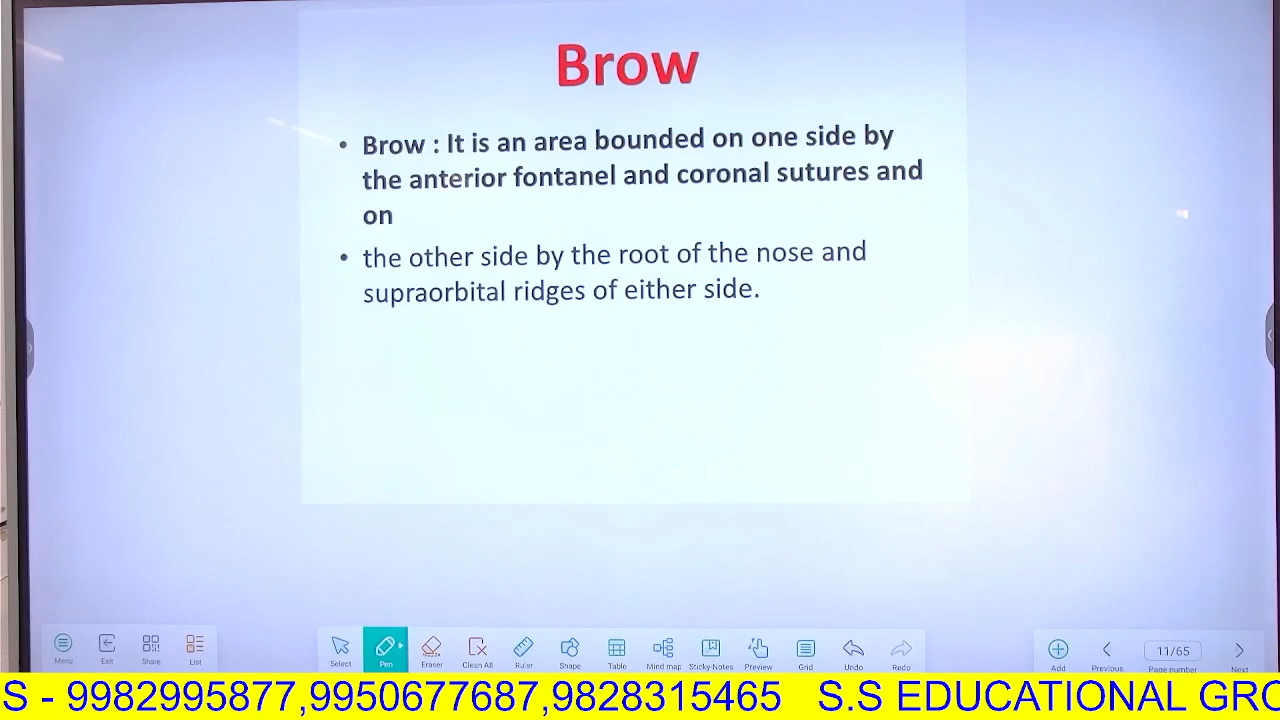 Brow
• Brow : It is an area bounded on one side by
the anterior fontanel and coronal sutures and
on
• the other side by the root of the nose and
supraorbital ridges of either side.
Menu Exit Share List Select Pen Eraser Clean All Ruler Shape Table Mind map Sticky-Notes Preview Grid Undo Redo Add Previous 11/65 Page number Next
S - 9982995877,9950677687,9828315465 S.S EDUCATIONAL GRO